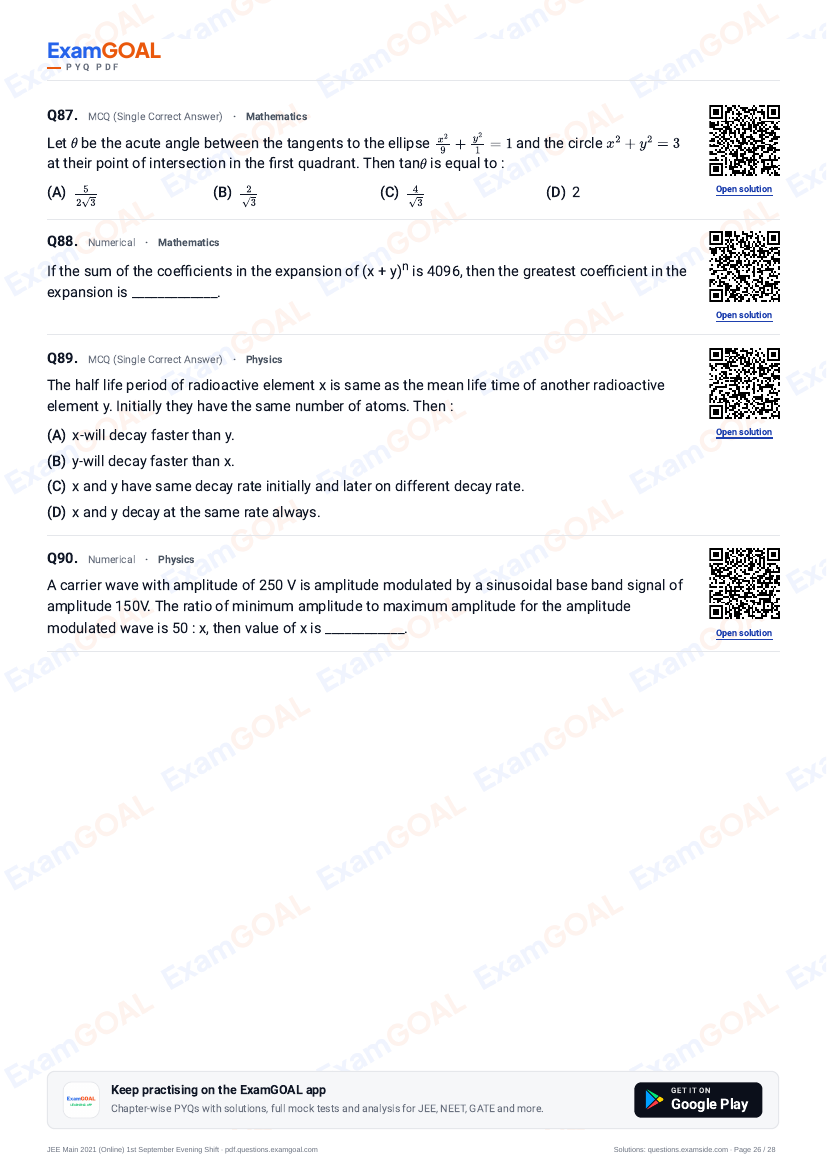 ExamGOAL
PYQ PDF
Q87. MCQ (Single Correct Answer) · Mathematics
Let θ be the acute angle between the tangents to the ellipse x²/9 + y²/1 = 1 and the circle x² + y² = 3
at their point of intersection in the first quadrant. Then tanθ is equal to :
(A) 5/(2√3) (B) 2/√3 (C) 4/√3 (D) 2
Open solution
Q88. Numerical · Mathematics
If the sum of the coefficients in the expansion of (x + y)ⁿ is 4096, then the greatest coefficient in the
expansion is _____________.
Open solution
Q89. MCQ (Single Correct Answer) · Physics
The half life period of radioactive element x is same as the mean life time of another radioactive
element y. Initially they have the same number of atoms. Then :
(A) x-will decay faster than y.
(B) y-will decay faster than x.
(C) x and y have same decay rate initially and later on different decay rate.
(D) x and y decay at the same rate always.
Open solution
Q90. Numerical · Physics
A carrier wave with amplitude of 250 V is amplitude modulated by a sinusoidal base band signal of
amplitude 150V. The ratio of minimum amplitude to maximum amplitude for the amplitude
modulated wave is 50 : x, then value of x is ____________.
Open solution
ExamGOAL
Keep practising on the ExamGOAL app
Chapter-wise PYQs with solutions, full mock tests and analysis for JEE, NEET, GATE and more.
GET IT ON
Google Play
JEE Main 2021 (Online) 1st September Evening Shift · pdf.questions.examgoal.com
Solutions: questions.examside.com · Page 26 / 28